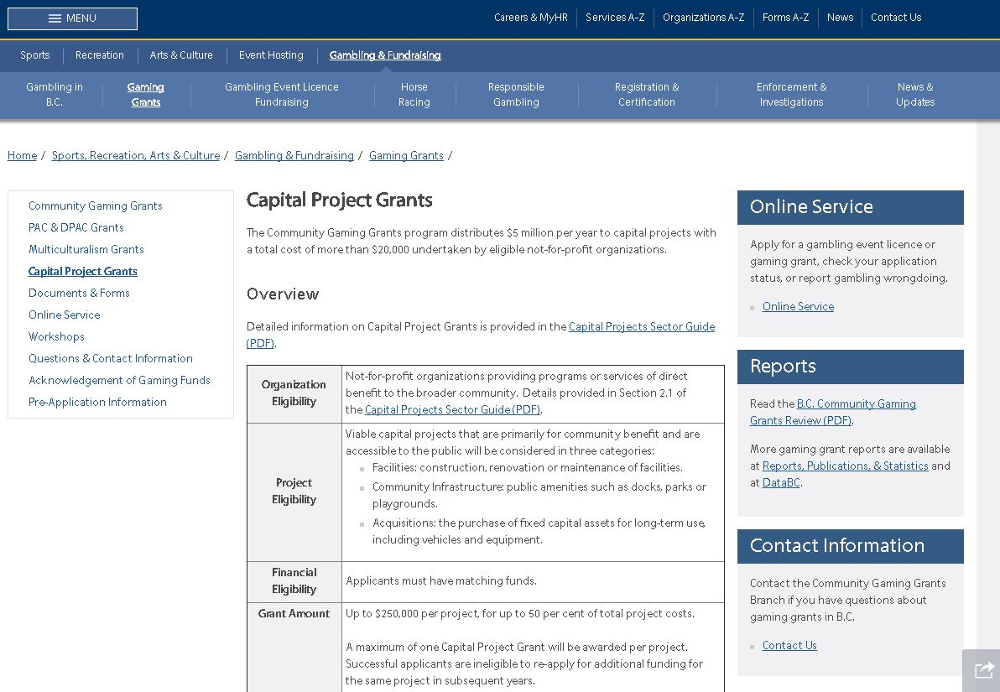 MENU
Careers & MyHR
Services A-Z
Organizations A-Z
Forms A-Z
News
Contact Us
Sports
Recreation
Arts & Culture
Event Hosting
Gambling & Fundraising
Gambling in
B.C.
Gaming
Grants
Gambling Event Licence
Fundraising
Horse
Racing
Responsible
Gambling
Registration &
Certification
Enforcement &
Investigations
News &
Updates
Home / Sports, Recreation, Arts & Culture / Gambling & Fundraising / Gaming Grants /
Community Gaming Grants
PAC & DPAC Grants
Multiculturalism Grants
Capital Project Grants
Documents & Forms
Online Service
Workshops
Questions & Contact Information
Acknowledgement of Gaming Funds
Pre-Application Information
Capital Project Grants
The Community Gaming Grants program distributes $5 million per year to capital projects with
a total cost of more than $20,000 undertaken by eligible not-for-profit organizations.
Overview
Detailed information on Capital Project Grants is provided in the Capital Projects Sector Guide
(PDF).
Organization
Eligibility
Not-for-profit organizations providing programs or services of direct
benefit to the broader community. Details provided in Section 2.1 of
the Capital Projects Sector Guide (PDF).
Project
Eligibility
Viable capital projects that are primarily for community benefit and are
accessible to the public will be considered in three categories:
Facilities: construction, renovation or maintenance of facilities.
Community Infrastructure: public amenities such as docks, parks or
playgrounds.
Acquisitions: the purchase of fixed capital assets for long-term use,
including vehicles and equipment.
Financial
Eligibility
Applicants must have matching funds.
Grant Amount
Up to $250,000 per project, for up to 50 per cent of total project costs.
A maximum of one Capital Project Grant will be awarded per project.
Successful applicants are ineligible to re-apply for additional funding for
the same project in subsequent years.
Online Service
Apply for a gambling event licence or
gaming grant, check your application
status, or report gambling wrongdoing.
Online Service
Reports
Read the B.C. Community Gaming
Grants Review (PDF).
More gaming grant reports are available
at Reports, Publications, & Statistics and
at DataBC.
Contact Information
Contact the Community Gaming Grants
Branch if you have questions about
gaming grants in B.C.
Contact Us